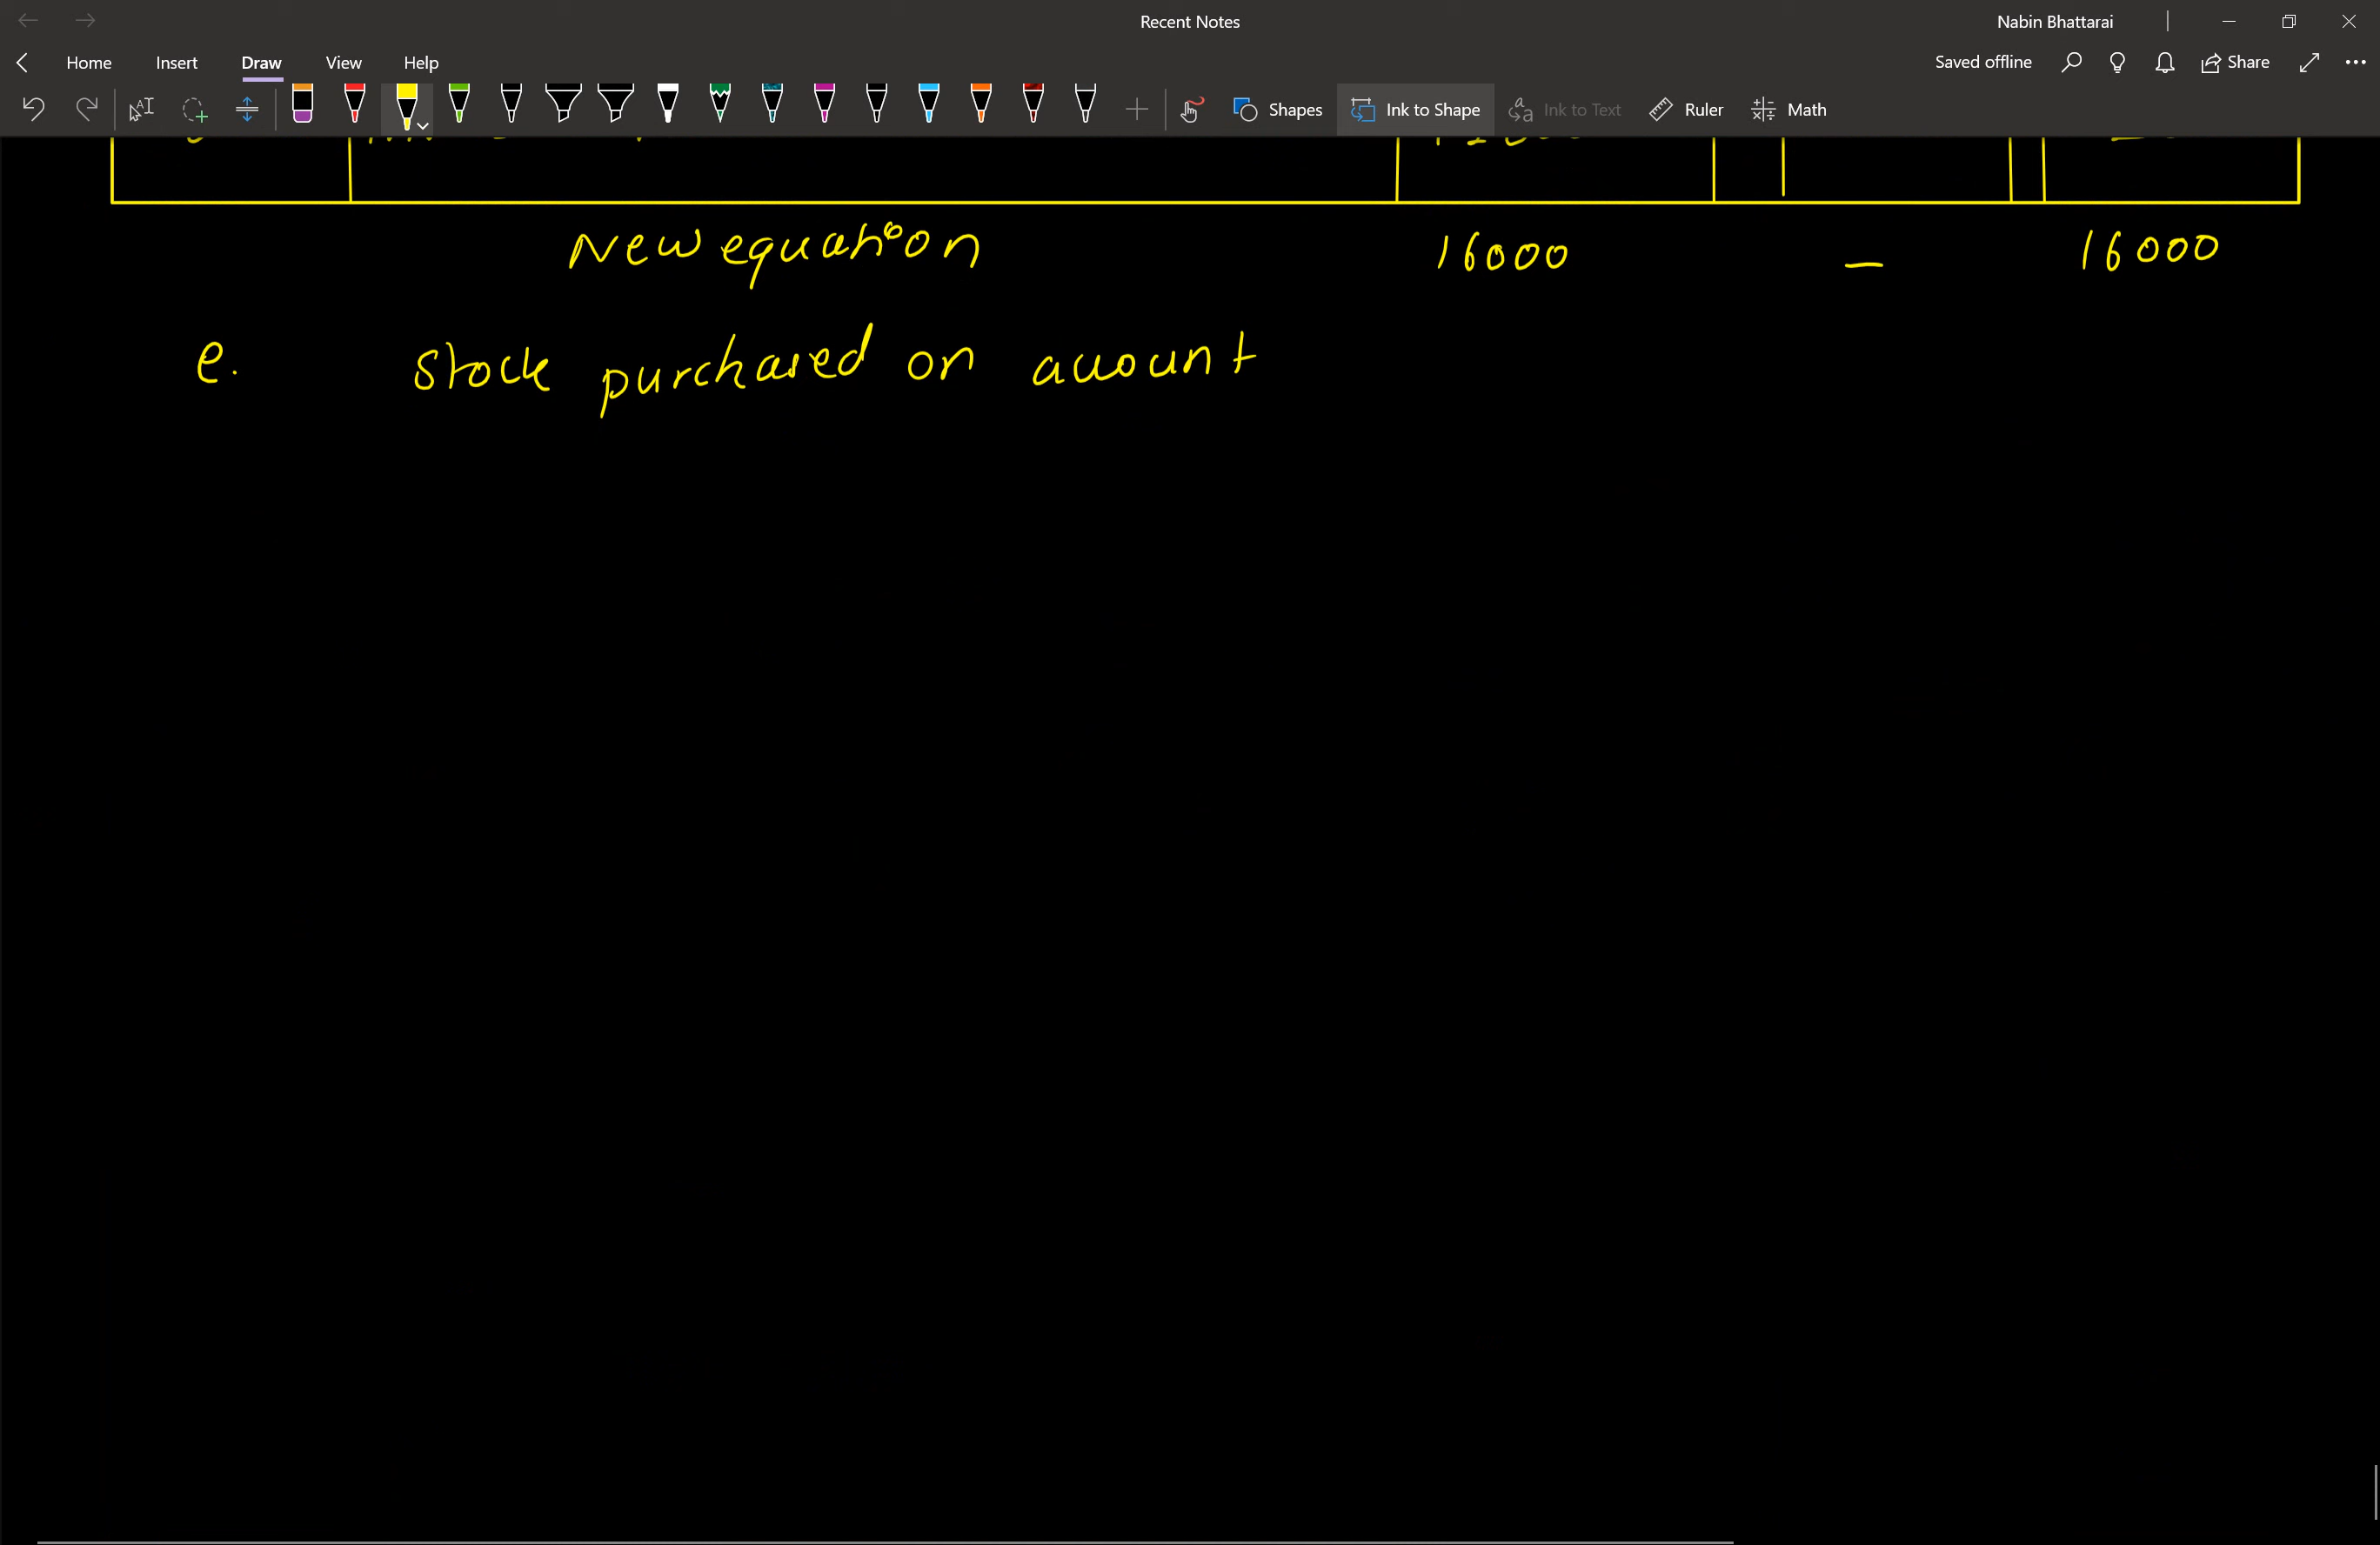 Recent Notes
Nabin Bhattarai
Home Insert Draw View Help
Saved offline
Share
Shapes
Ink to Shape
Ink to Text
Ruler
Math
New equation 16000 – 16000
e. Stock purchased on account